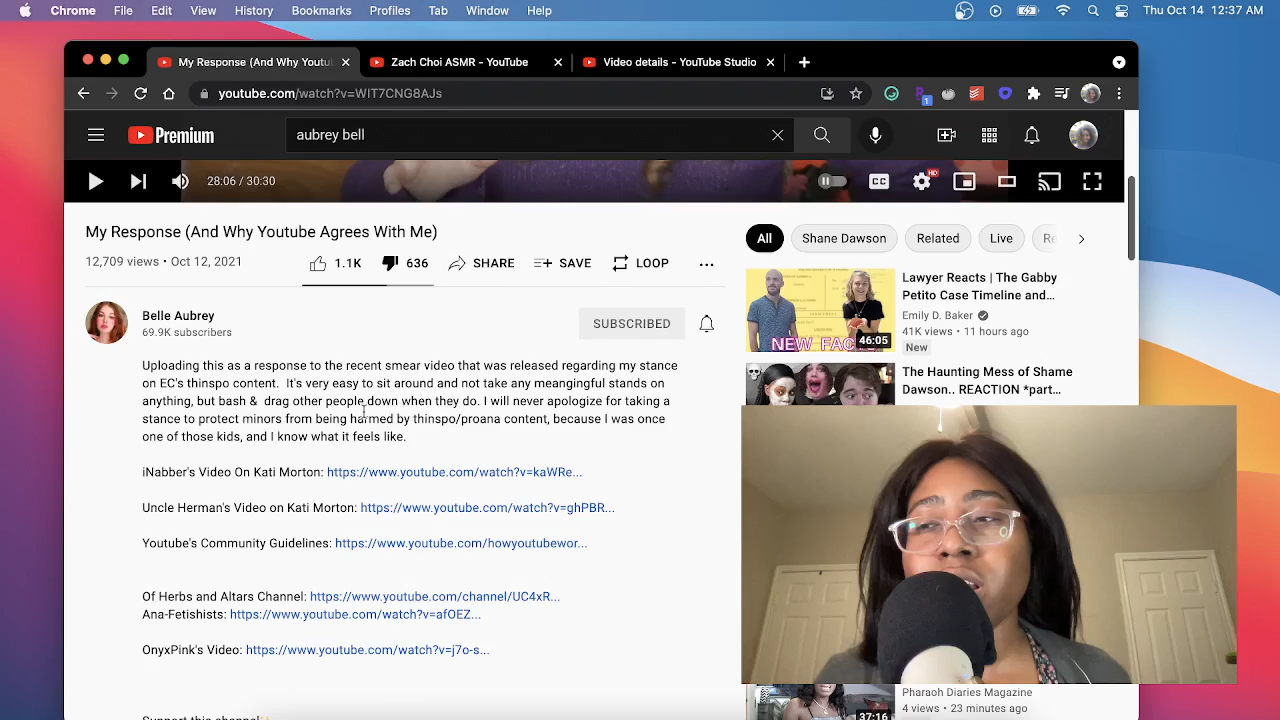 Chrome File Edit View History Bookmarks Profiles Tab Window Help Thu Oct 14 12:37 AM
My Response (And Why Youtu Zach Choi ASMR - YouTube Video details - YouTube Studio
youtube.com/watch?v=WIT7CNG8AJs
1
Premium aubrey bell
28:06 / 30:30 CC HD
My Response (And Why Youtube Agrees With Me)
12,709 views • Oct 12, 2021
1.1K 636 SHARE SAVE LOOP
Belle Aubrey
69.9K subscribers
SUBSCRIBED
Uploading this as a response to the recent smear video that was released regarding my stance
on EC's thinspo content. It's very easy to sit around and not take any meangingful stands on
anything, but bash & drag other people down when they do. I will never apologize for taking a
stance to protect minors from being harmed by thinspo/proana content, because I was once
one of those kids, and I know what it feels like.
iNabber's Video On Kati Morton: https://www.youtube.com/watch?v=kaWRe...
Uncle Herman's Video on Kati Morton: https://www.youtube.com/watch?v=ghPBR...
Youtube's Community Guidelines: https://www.youtube.com/howyoutubewor...
Of Herbs and Altars Channel: https://www.youtube.com/channel/UC4xR...
Ana-Fetishists: https://www.youtube.com/watch?v=afOEZ...
OnyxPink's Video: https://www.youtube.com/watch?v=j7o-s...
Support this channel
All Shane Dawson Related Live Re
NEW FAC
46:05
Lawyer Reacts | The Gabby
Petito Case Timeline and...
Emily D. Baker
41K views • 11 hours ago
New
The Haunting Mess of Shame
Dawson.. REACTION *part...
37:16
Pharaoh Diaries Magazine
4 views • 23 minutes ago